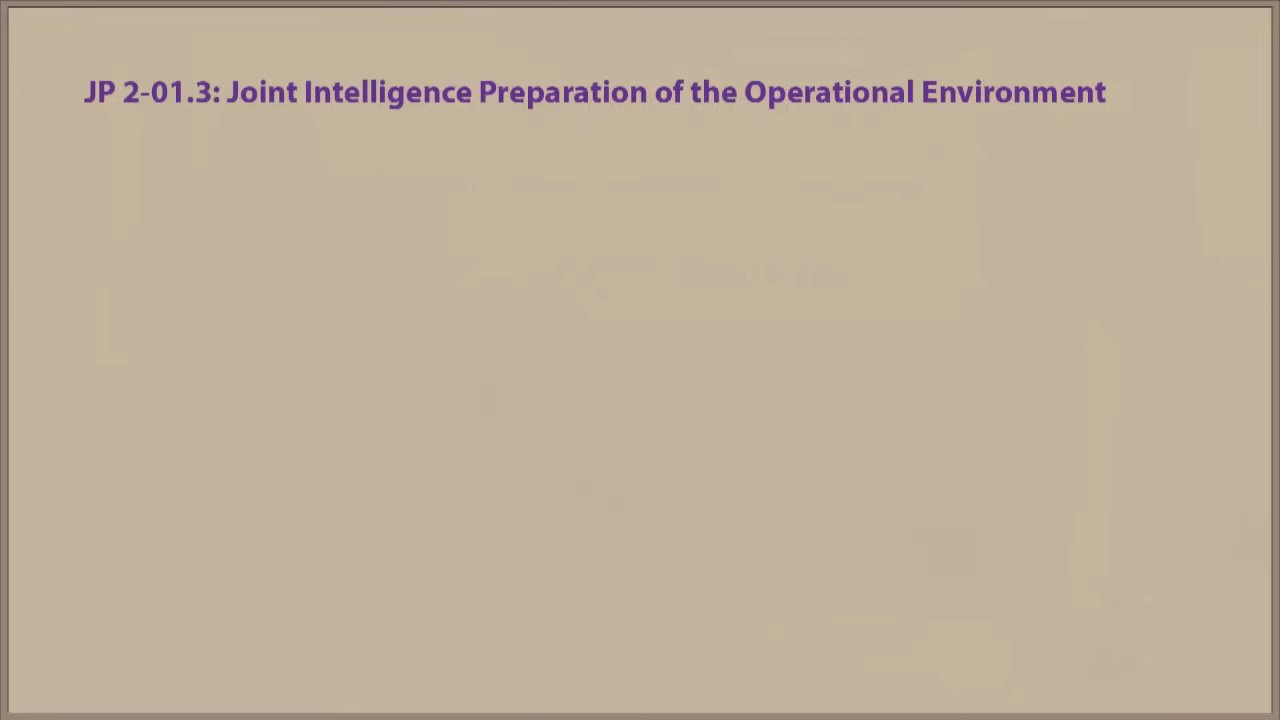 JP 2-01.3: Joint Intelligence Preparation of the Operational Environment